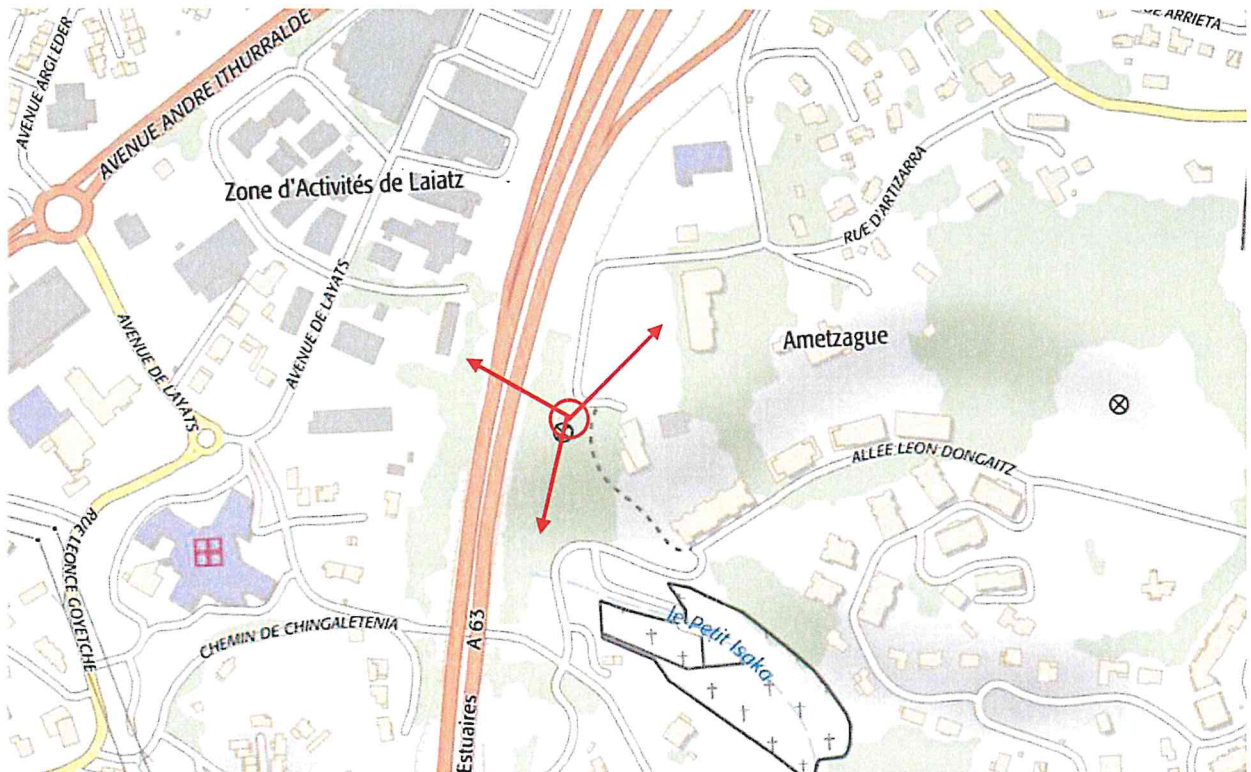 DE ARRIETA
AVENUE ARGI EDER
AVENUE ANDRE ITHURRALDE
Zone d'Activités de Laiatz
RUE D'ARTIZARRA
AVENUE DE LAYATS
AVENUE DE LAYATS
Ametzague
ALLEE LEON DONGAITZ
RUE LEONCE GOYETCHE
CHEMIN DE CHINGALETENIA
A 63
le Petit Isaka
Estuaires